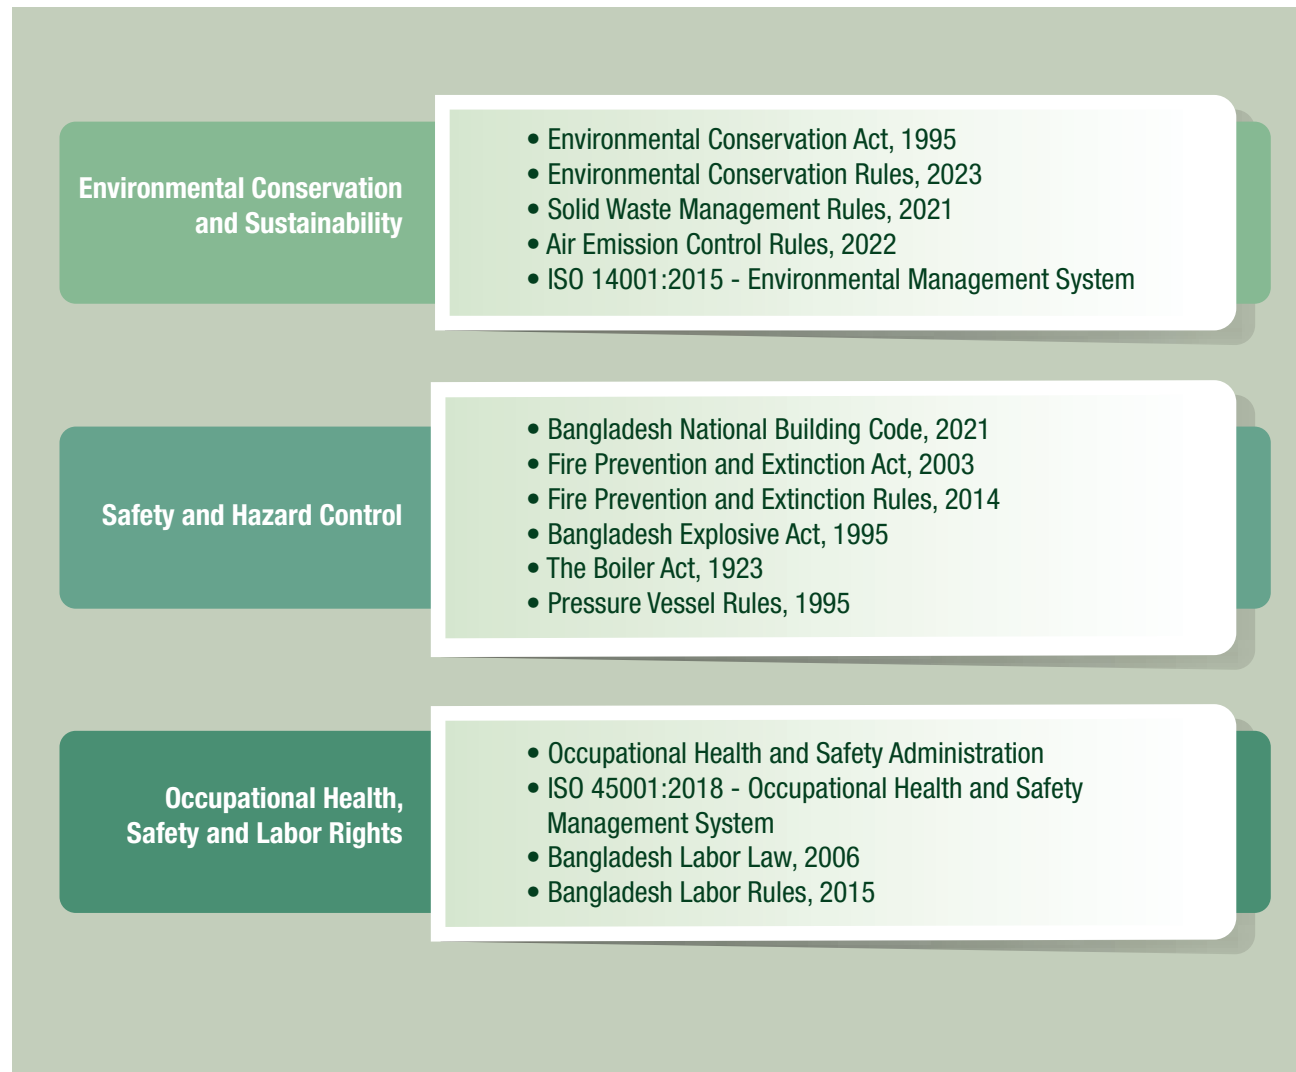 Environmental Conservation
and Sustainability
• Environmental Conservation Act, 1995
• Environmental Conservation Rules, 2023
• Solid Waste Management Rules, 2021
• Air Emission Control Rules, 2022
• ISO 14001:2015 - Environmental Management System
Safety and Hazard Control
• Bangladesh National Building Code, 2021
• Fire Prevention and Extinction Act, 2003
• Fire Prevention and Extinction Rules, 2014
• Bangladesh Explosive Act, 1995
• The Boiler Act, 1923
• Pressure Vessel Rules, 1995
Occupational Health,
Safety and Labor Rights
• Occupational Health and Safety Administration
• ISO 45001:2018 - Occupational Health and Safety
Management System
• Bangladesh Labor Law, 2006
• Bangladesh Labor Rules, 2015